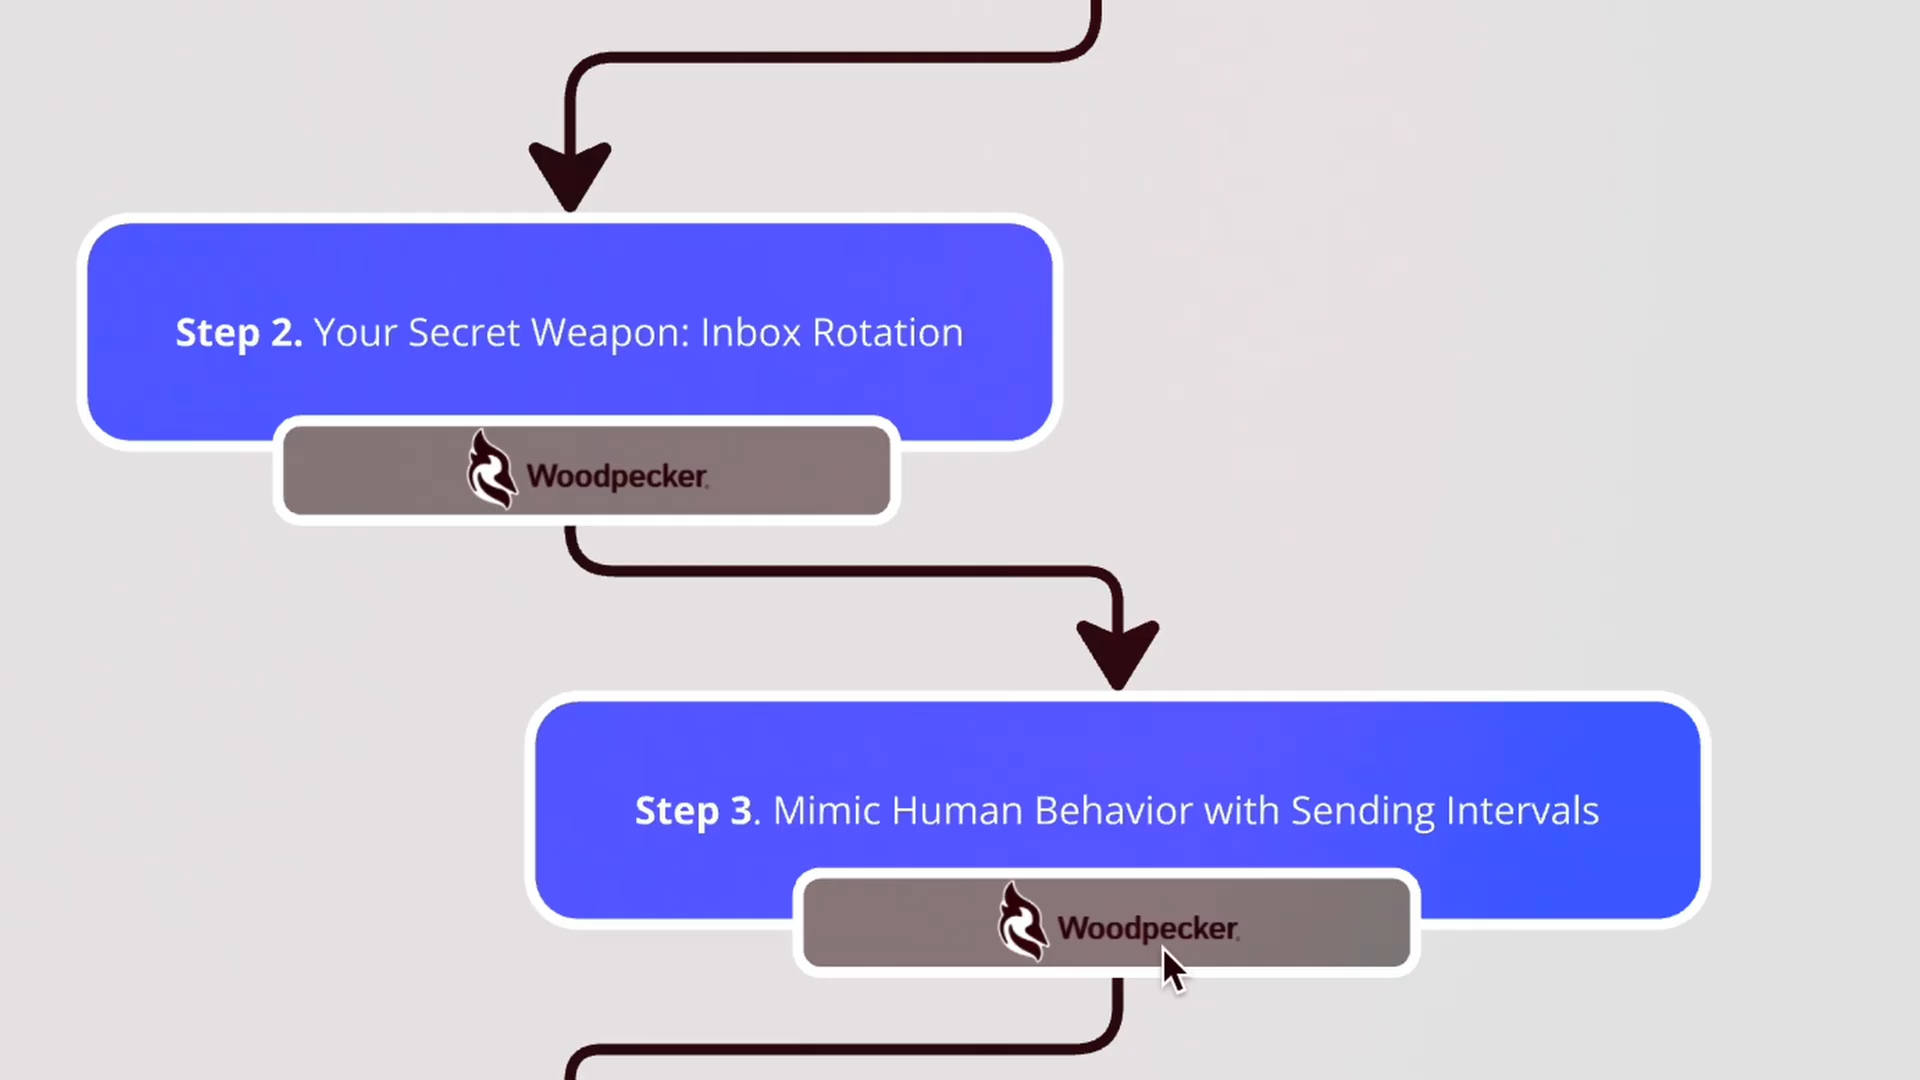 Step 2. Your Secret Weapon: Inbox Rotation
Woodpecker
Step 3. Mimic Human Behavior with Sending Intervals
Woodpecker